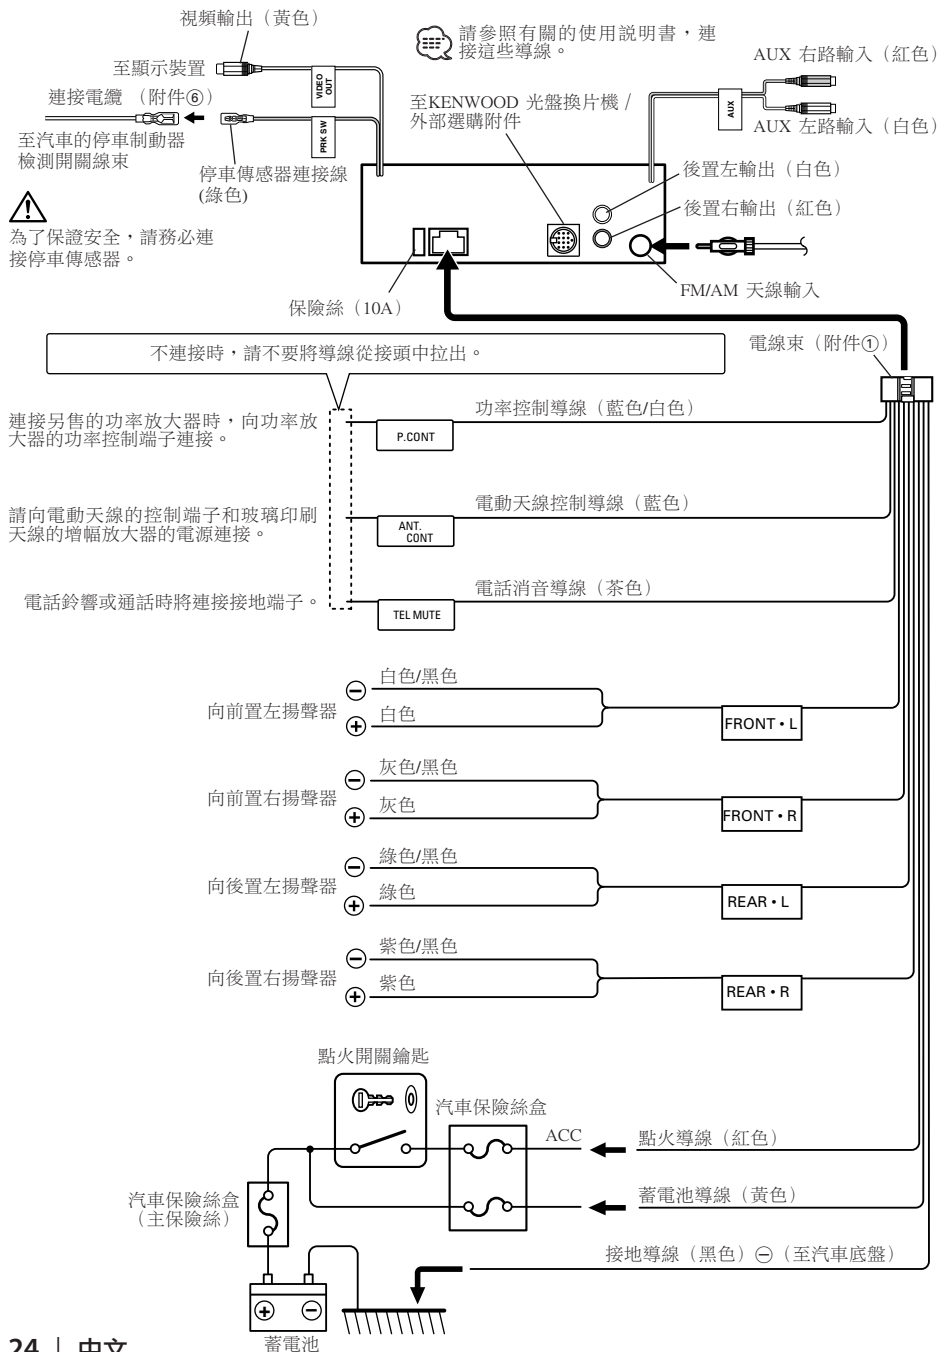 視頻輸出（黃色）
請參照有關的使用説明書，連
接這些導線。
AUX 右路輸入（紅色）
至顯示裝置
VIDEO
OUT
連接電纜 （附件⑥）
至KENWOOD 光盤換片機 /
外部選購附件
AUX
AUX 左路輸入（白色）
至汽車的停車制動器
檢測開關線束
PRK SW
停車傳感器連接線
(綠色)
後置左輸出（白色）
後置右輸出（紅色）
為了保證安全，請務必連
接停車傳感器。
FM/AM 天線輸入
保險絲（10A）
電線束（附件①）
不連接時，請不要將導線從接頭中拉出。
連接另售的功率放大器時，向功率放
大器的功率控制端子連接。
功率控制導線（藍色/白色）
P.CONT
請向電動天線的控制端子和玻璃印刷
天線的增幅放大器的電源連接。
電動天線控制導線（藍色）
ANT.
CONT
電話鈴響或通話時將連接接地端子。
電話消音導線（茶色）
TEL MUTE
白色/黑色
⊖
向前置左揚聲器
白色
⊕
FRONT・L
灰色/黑色
⊖
向前置右揚聲器
灰色
⊕
FRONT・R
綠色/黑色
⊖
向後置左揚聲器
綠色
⊕
REAR・L
紫色/黑色
⊖
向後置右揚聲器
紫色
⊕
REAR・R
點火開關鑰匙
汽車保險絲盒
ACC
點火導線（紅色）
汽車保險絲盒
（主保險絲）
蓄電池導線（黃色）
接地導線（黑色）⊖（至汽車底盤）
⊕ ⊖
蓄電池
24 | 中文